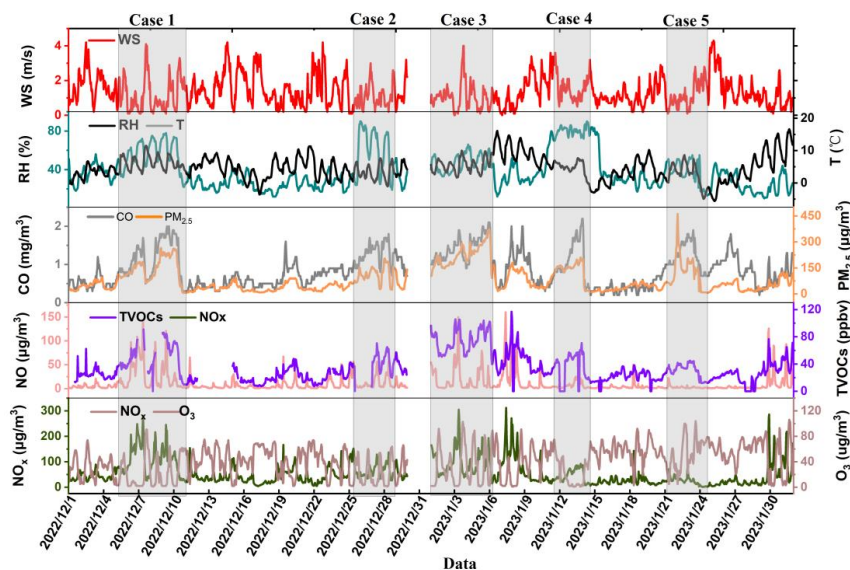 Case 1 Case 2 Case 3 Case 4 Case 5
WS (m/s)
4
2
0
WS
RH (%)
80
40
0
RH T
20
10
0
T (℃)
CO (mg/m³)
2
1
0
CO PM₂.₅
450
300
150
0
PM₂.₅ (μg/m³)
NO (μg/m³)
150
100
50
0
TVOCs NOx
120
80
40
0
TVOCs (ppbv)
NOₓ (μg/m³)
300
200
100
0
NOₓ O₃
120
80
40
0
O₃ (ug/m³)
2022/12/1 2022/12/4 2022/12/7 2022/12/10 2022/12/13 2022/12/16 2022/12/19 2022/12/22 2022/12/25 2022/12/28 2022/12/31 2023/1/3 2023/1/6 2023/1/9 2023/1/12 2023/1/15 2023/1/18 2023/1/21 2023/1/24 2023/1/27 2023/1/30
Data